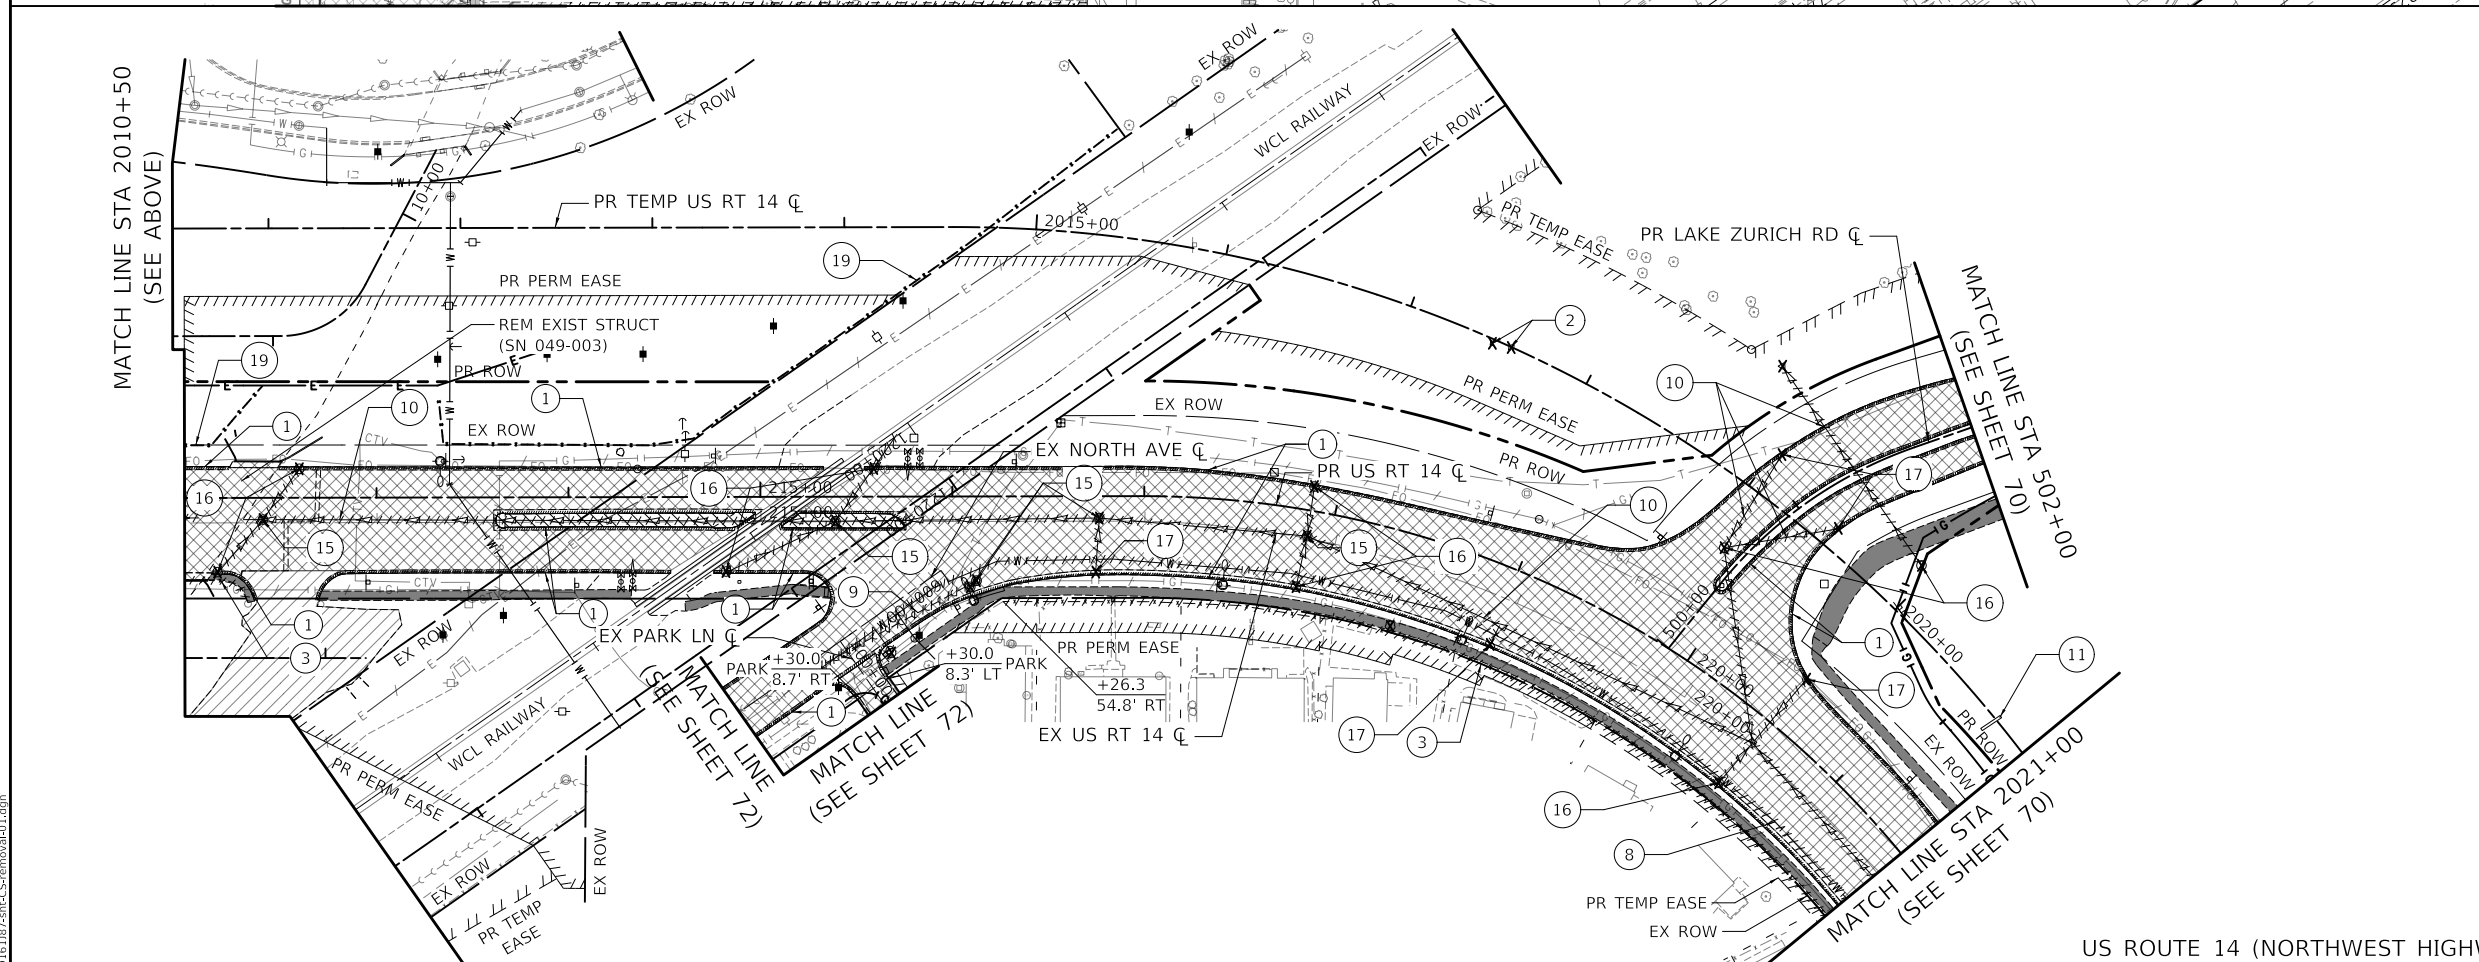 MATCH LINE STA 2010+50
(SEE ABOVE)
EX ROW
10+00
PR TEMP US RT 14 ℄
2015+00
EX ROW
WCL RAILWAY
EX ROW
PR TEMP EASE
PR LAKE ZURICH RD ℄
MATCH LINE STA 502+00
(SEE SHEET 70)
19
PR PERM EASE
REM EXIST STRUCT
(SN 049-003)
19
PR ROW
1
10
1
EX ROW
CTV
2
10
PR PERM EASE
EX ROW
EX NORTH AVE ℄
1
PR US RT 14 ℄
PR ROW
17
16
16
215+00
15
10
15
15
17
15
16
CTV
9
1
1
1
3
EX PARK LN ℄
EX ROW
PARK
+30.0
8.7' RT
+30.0
8.3' LT
PARK
PR PERM EASE
+26.3
54.8' RT
1
EX US RT 14 ℄
17
3
500+00
220+00
220+00
16
1
2020+00
17
11
PR ROW
EX ROW
MATCH LINE
(SEE SHEET 72)
MATCH LINE
(SEE SHEET 72)
WCL RAILWAY
PR PERM EASE
EX ROW
EX ROW
PR TEMP
EASE
16
8
PR TEMP EASE
EX ROW
MATCH LINE STA 2021+00
(SEE SHEET 70)
US ROUTE 14 (NORTHWEST HIGHW